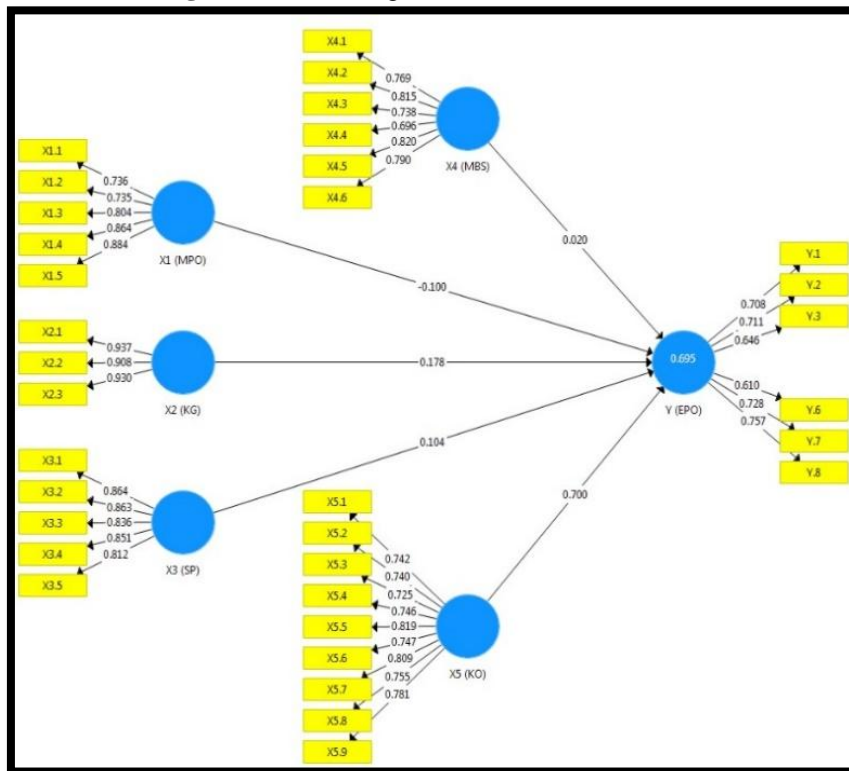 X4.1
X4.2
X4.3
X4.4
X4.5
X4.6
0.769
0.815
0.738
0.696
0.820
0.790
X4 (MBS)
0.020
X1.1
X1.2
X1.3
X1.4
X1.5
0.736
0.735
0.804
0.864
0.884
X1 (MPO)
-0.100
X2.1
X2.2
X2.3
0.937
0.908
0.930
X2 (KG)
0.178
X3.1
X3.2
X3.3
X3.4
X3.5
0.864
0.863
0.836
0.851
0.812
X3 (SP)
0.104
X5.1
X5.2
X5.3
X5.4
X5.5
X5.6
X5.7
X5.8
X5.9
0.742
0.740
0.725
0.746
0.819
0.747
0.809
0.755
0.781
X5 (KO)
0.700
0.695
Y (EPO)
0.708
0.711
0.646
0.610
0.728
0.757
Y.1
Y.2
Y.3
Y.6
Y.7
Y.8